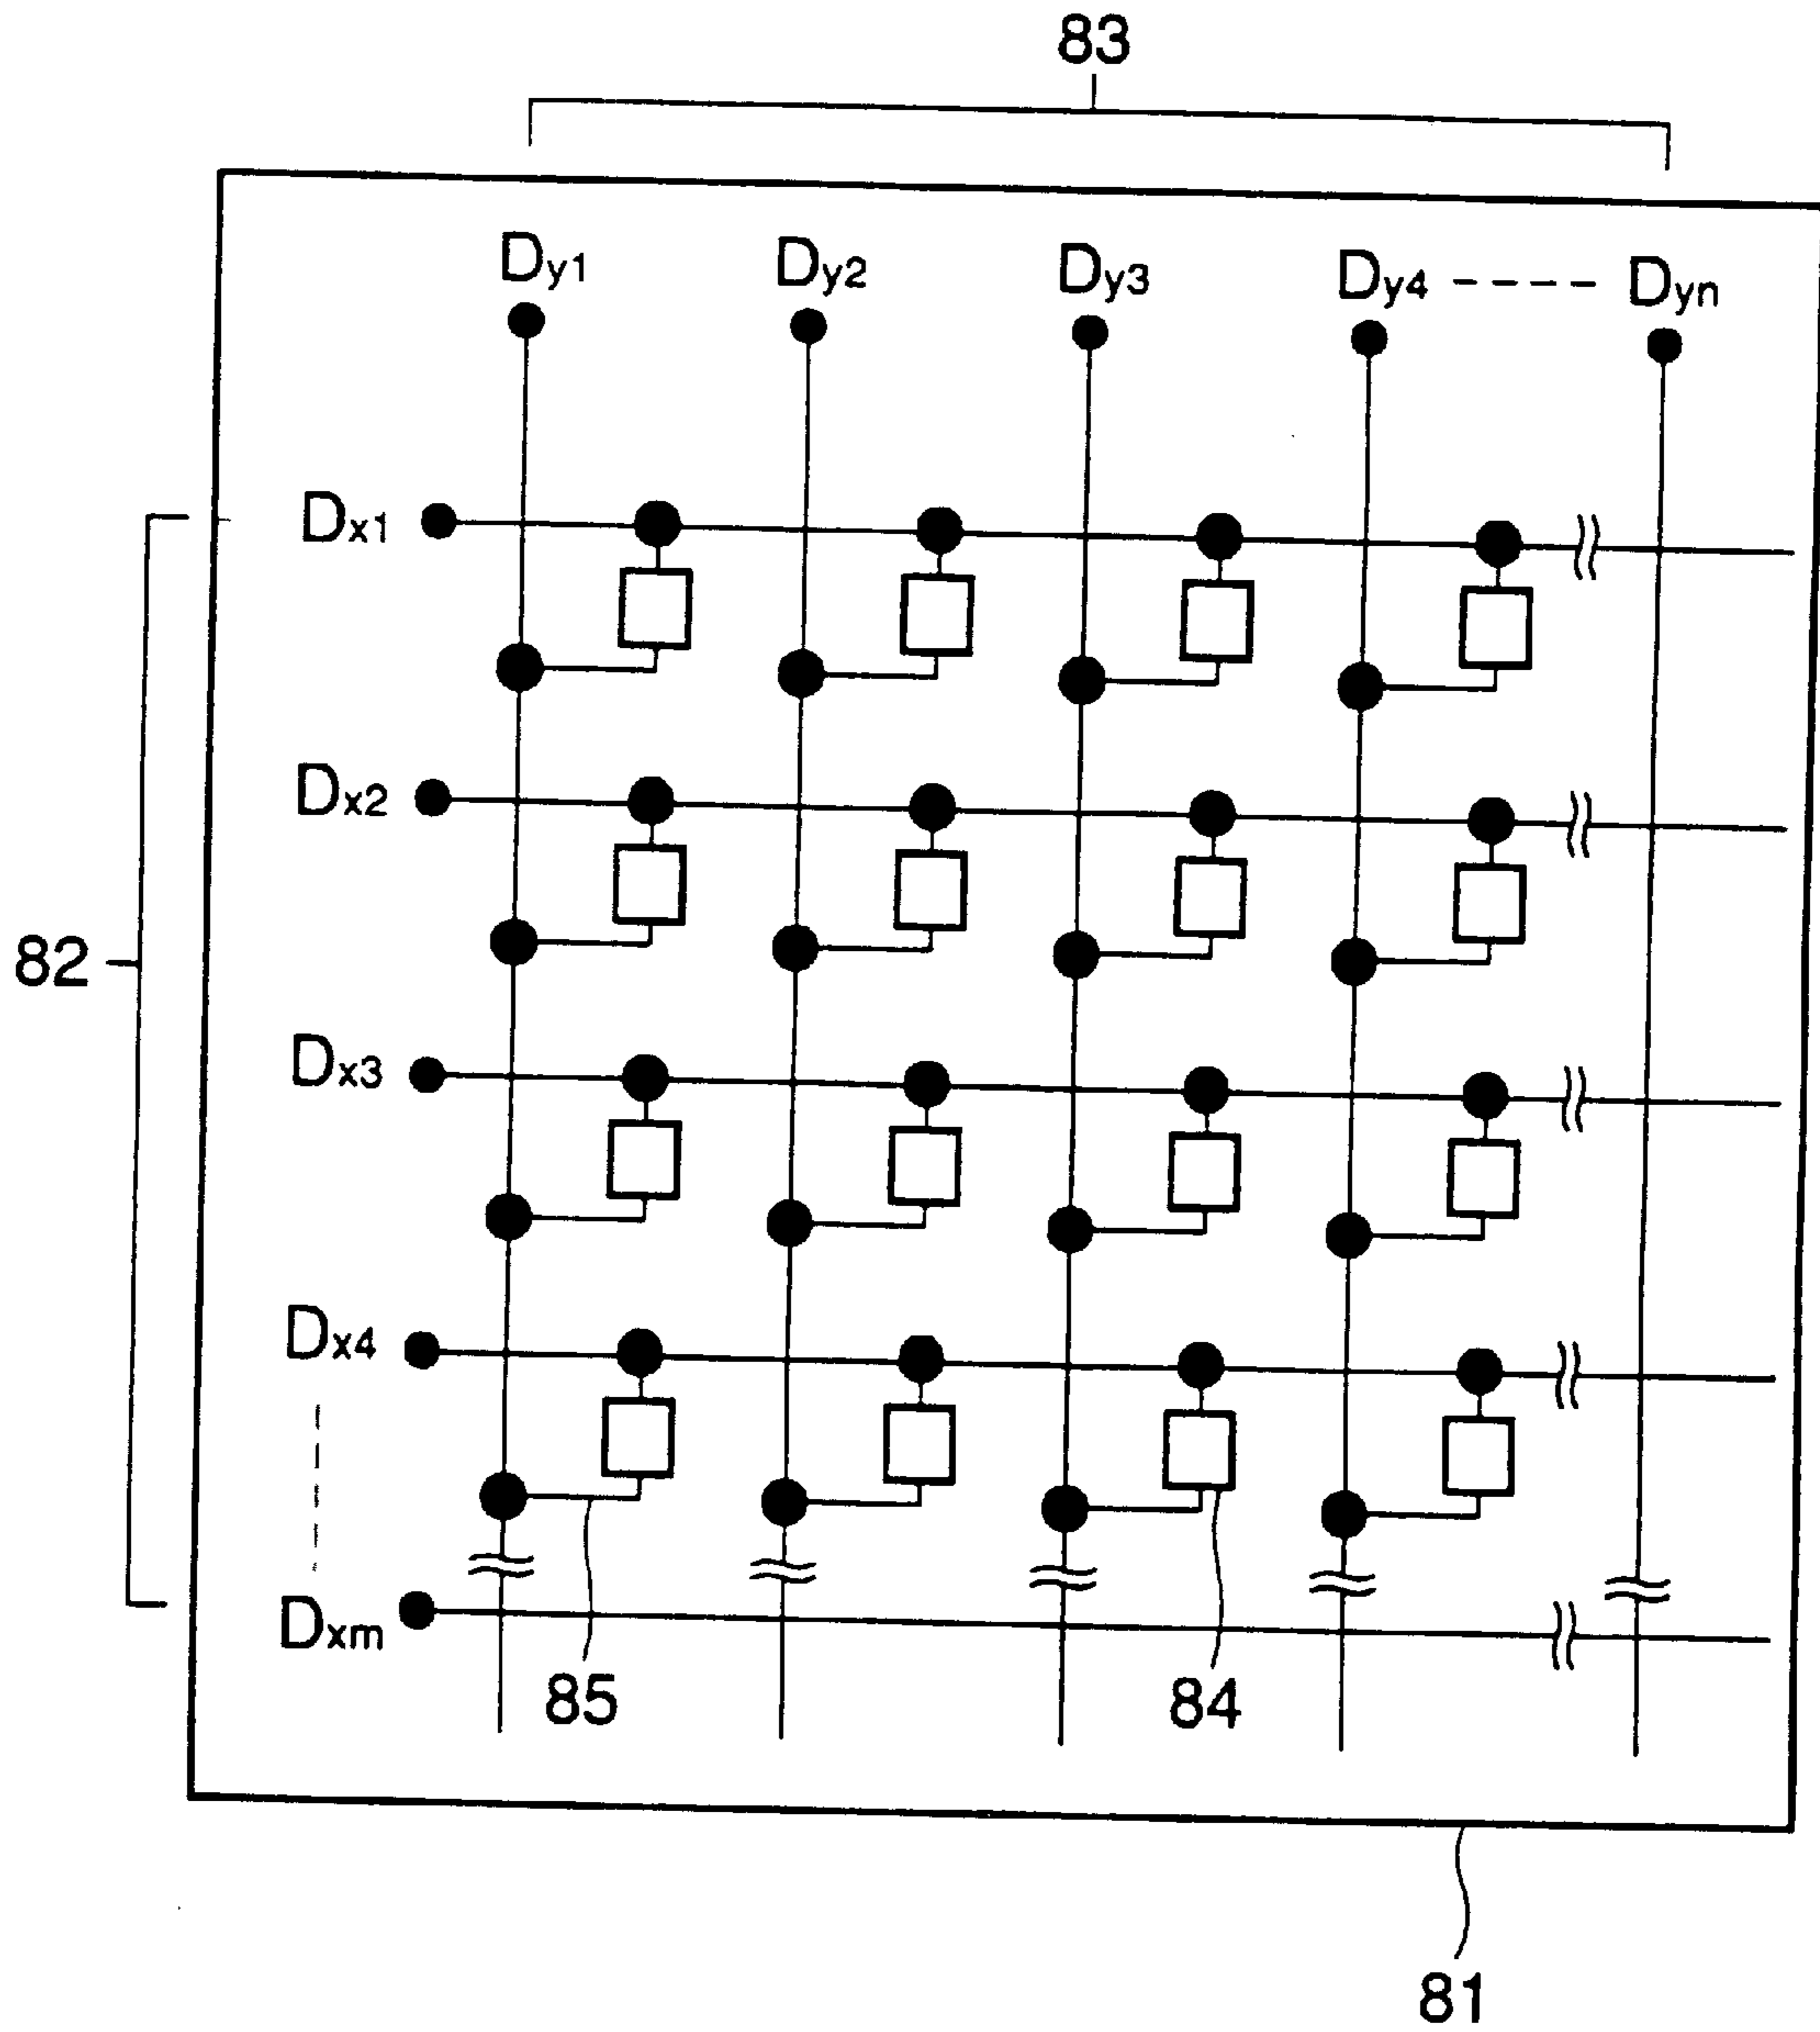 83
Dy1 Dy2 Dy3 Dy4 ----- Dyn
Dx1
Dx2
82
Dx3
Dx4
Dxm
85 84
81